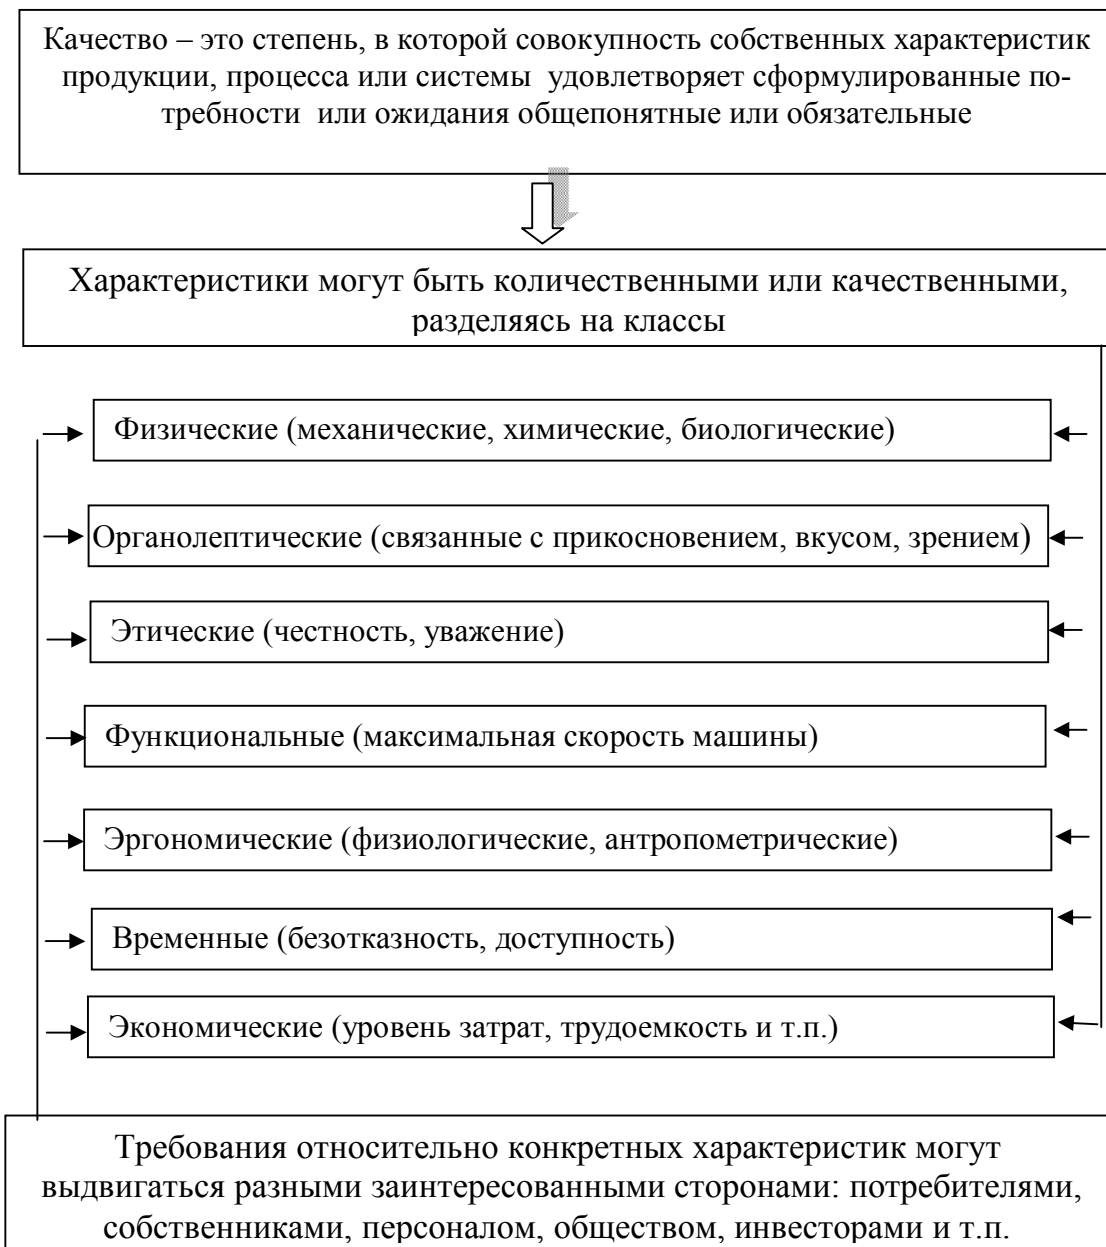 Качество – это степень, в которой совокупность собственных характеристик
продукции, процесса или системы удовлетворяет сформулированные по-
требности или ожидания общепонятные или обязательные
Характеристики могут быть количественными или качественными,
разделяясь на классы
Физические (механические, химические, биологические)
Органолептические (связанные с прикосновением, вкусом, зрением)
Этические (честность, уважение)
Функциональные (максимальная скорость машины)
Эргономические (физиологические, антропометрические)
Временные (безотказность, доступность)
Экономические (уровень затрат, трудоемкость и т.п.)
Требования относительно конкретных характеристик могут
выдвигаться разными заинтересованными сторонами: потребителями,
собственниками, персоналом, обществом, инвесторами и т.п.